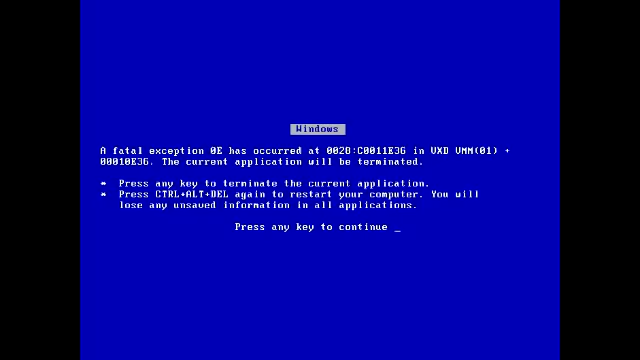 Windows
A fatal exception 0E has occurred at 0028:C0011E36 in VXD VMM(01) +
00010E36. The current application will be terminated.
* Press any key to terminate the current application.
* Press CTRL+ALT+DEL again to restart your computer. You will
lose any unsaved information in all applications.
Press any key to continue _